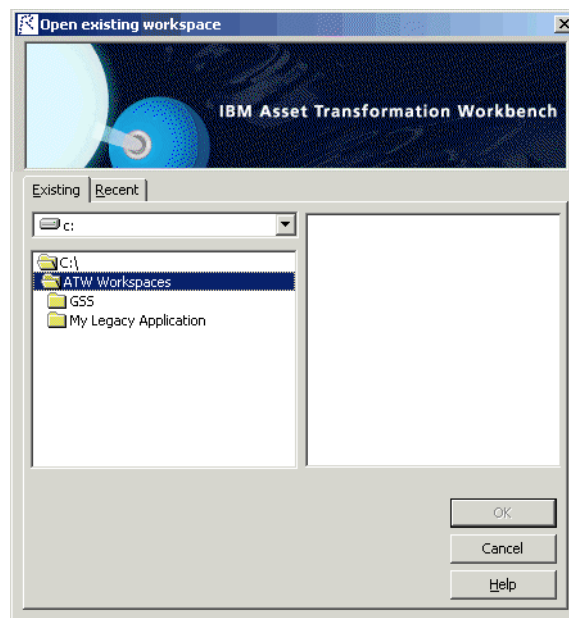 Open existing workspace
IBM Asset Transformation Workbench
Existing Recent
c:
C:\
ATW Workspaces
GSS
My Legacy Application
OK
Cancel
Help